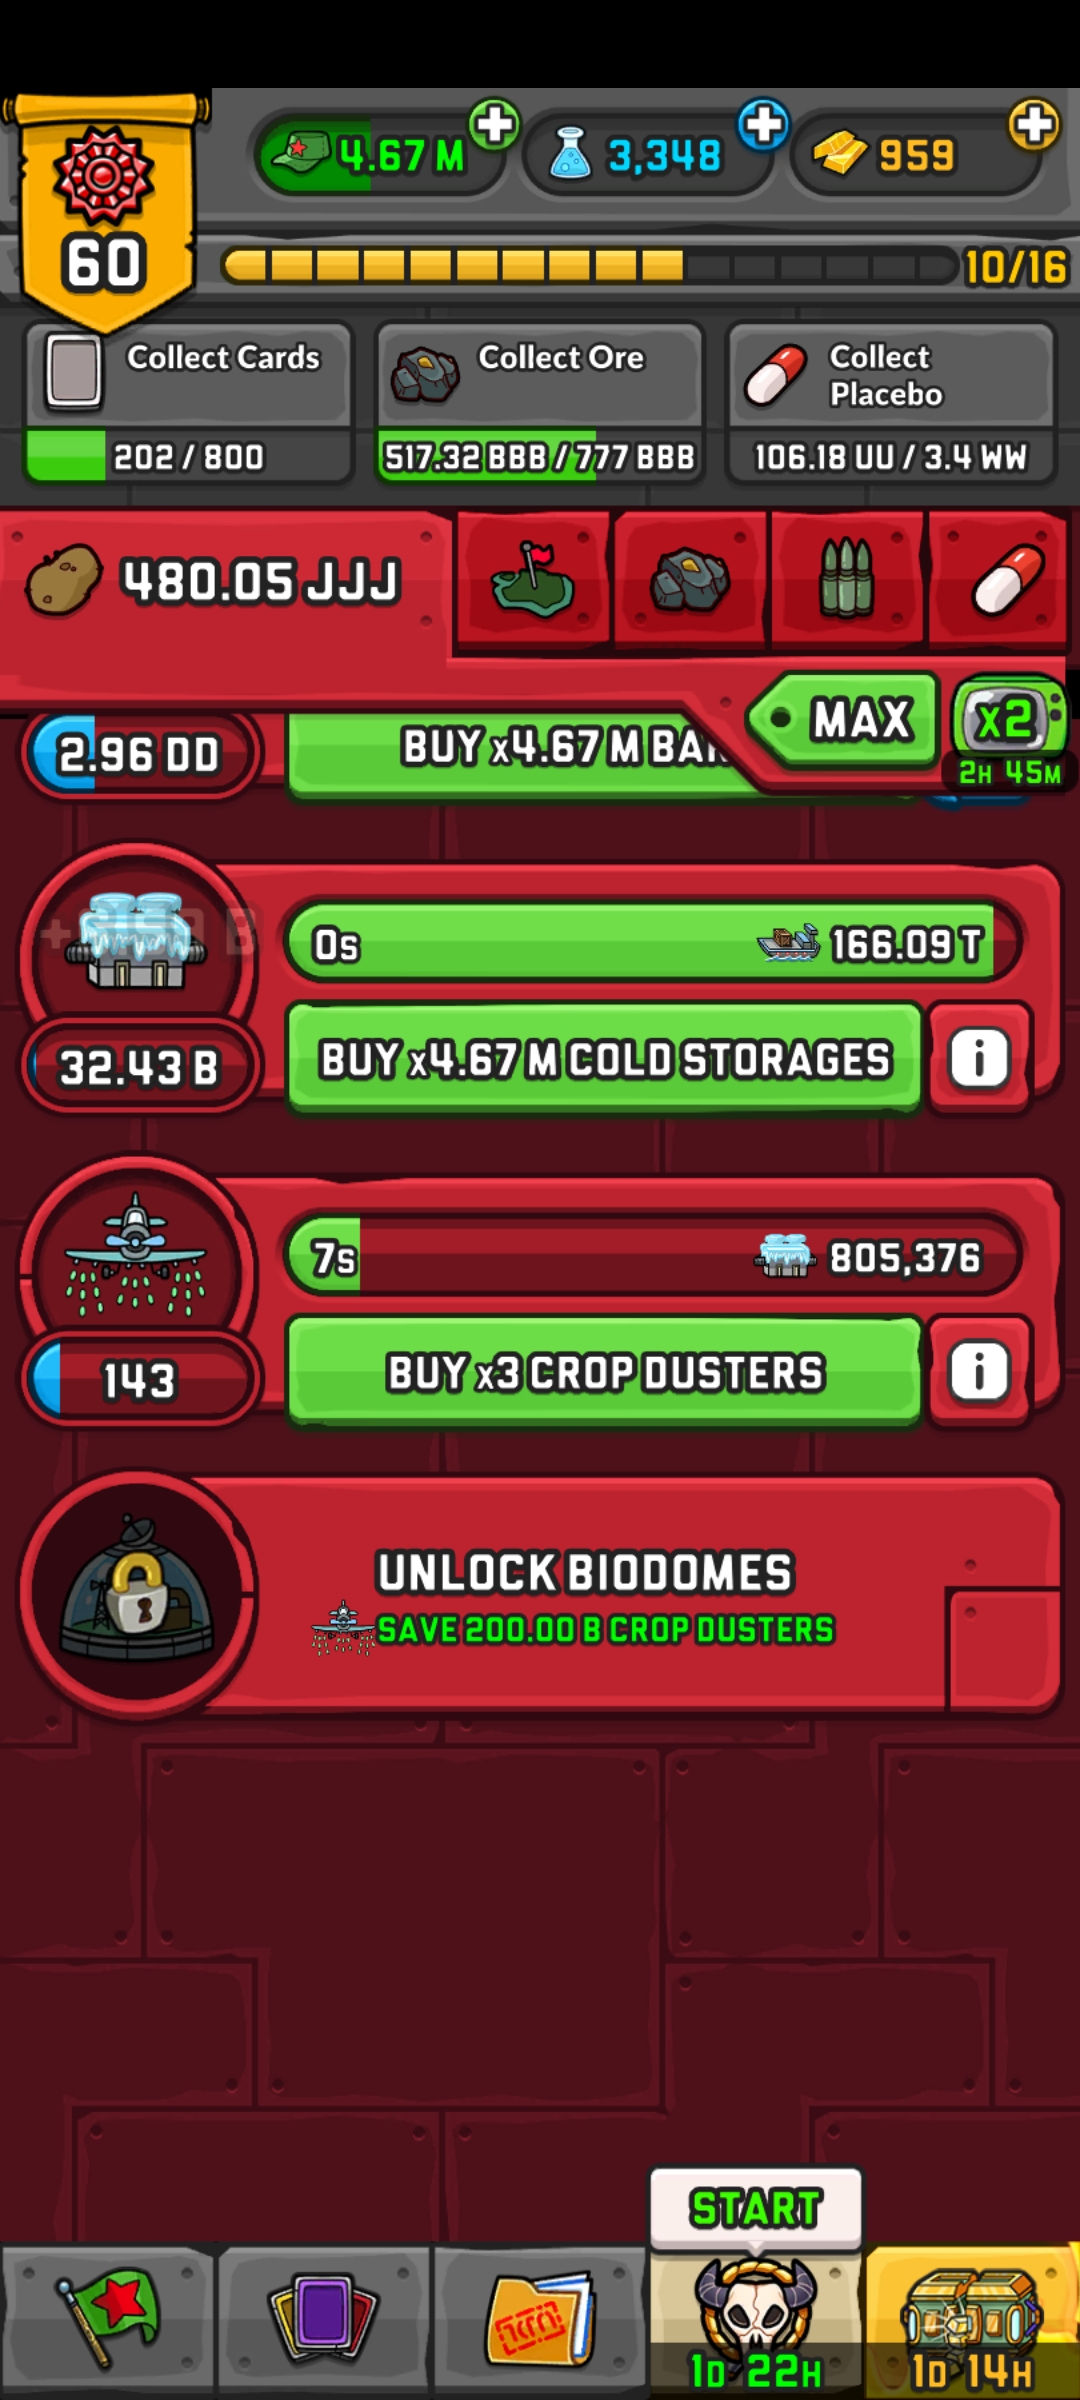 4.67 M
3,348
959
60
10/16
Collect Cards
202 / 800
Collect Ore
517.32 BBB / 777 BBB
Collect
Placebo
106.18 UU / 3.4 WW
480.05 JJJ
MAX
x2
2H 45M
2.96 DD
BUY x4.67 M
0s
166.09 T
32.43 B
BUY x4.67 M COLD STORAGES
7s
805,376
143
BUY x3 CROP DUSTERS
UNLOCK BIODOMES
SAVE 200.00 B CROP DUSTERS
START
1D 22H
1D 14H